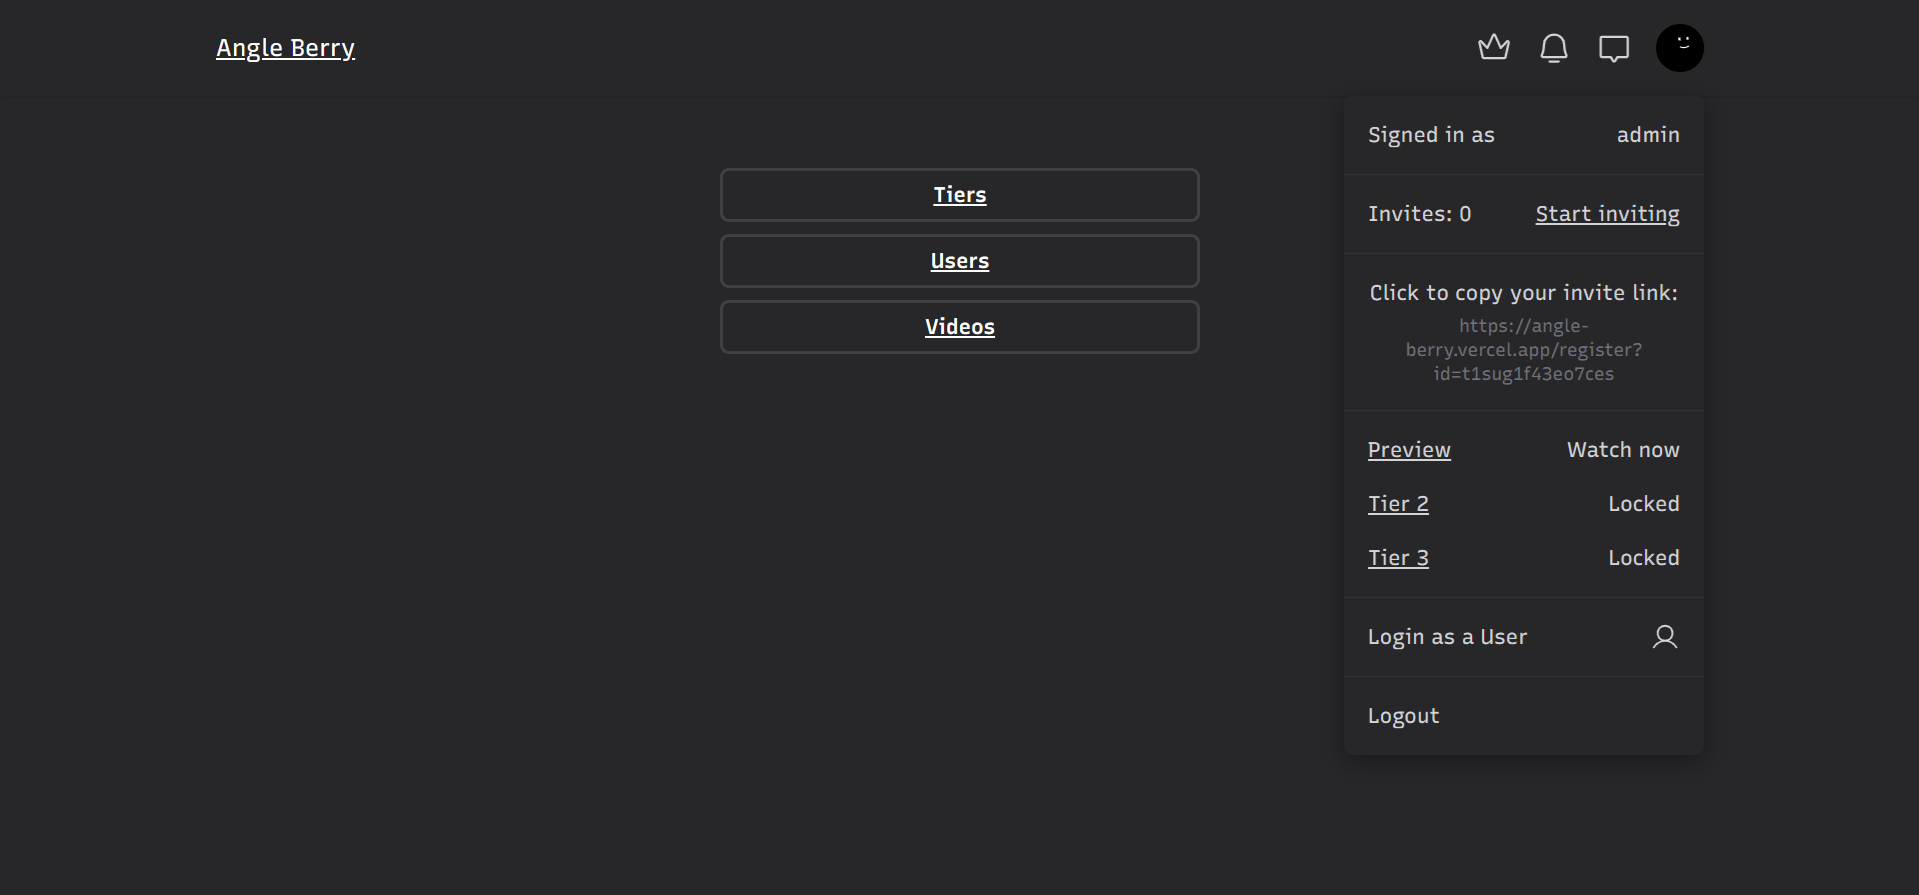 Angle Berry
Tiers
Users
Videos
Signed in as admin
Invites: 0 Start inviting
Click to copy your invite link:
https://angle-
berry.vercel.app/register?
id=t1sug1f43eo7ces
Preview Watch now
Tier 2 Locked
Tier 3 Locked
Login as a User
Logout